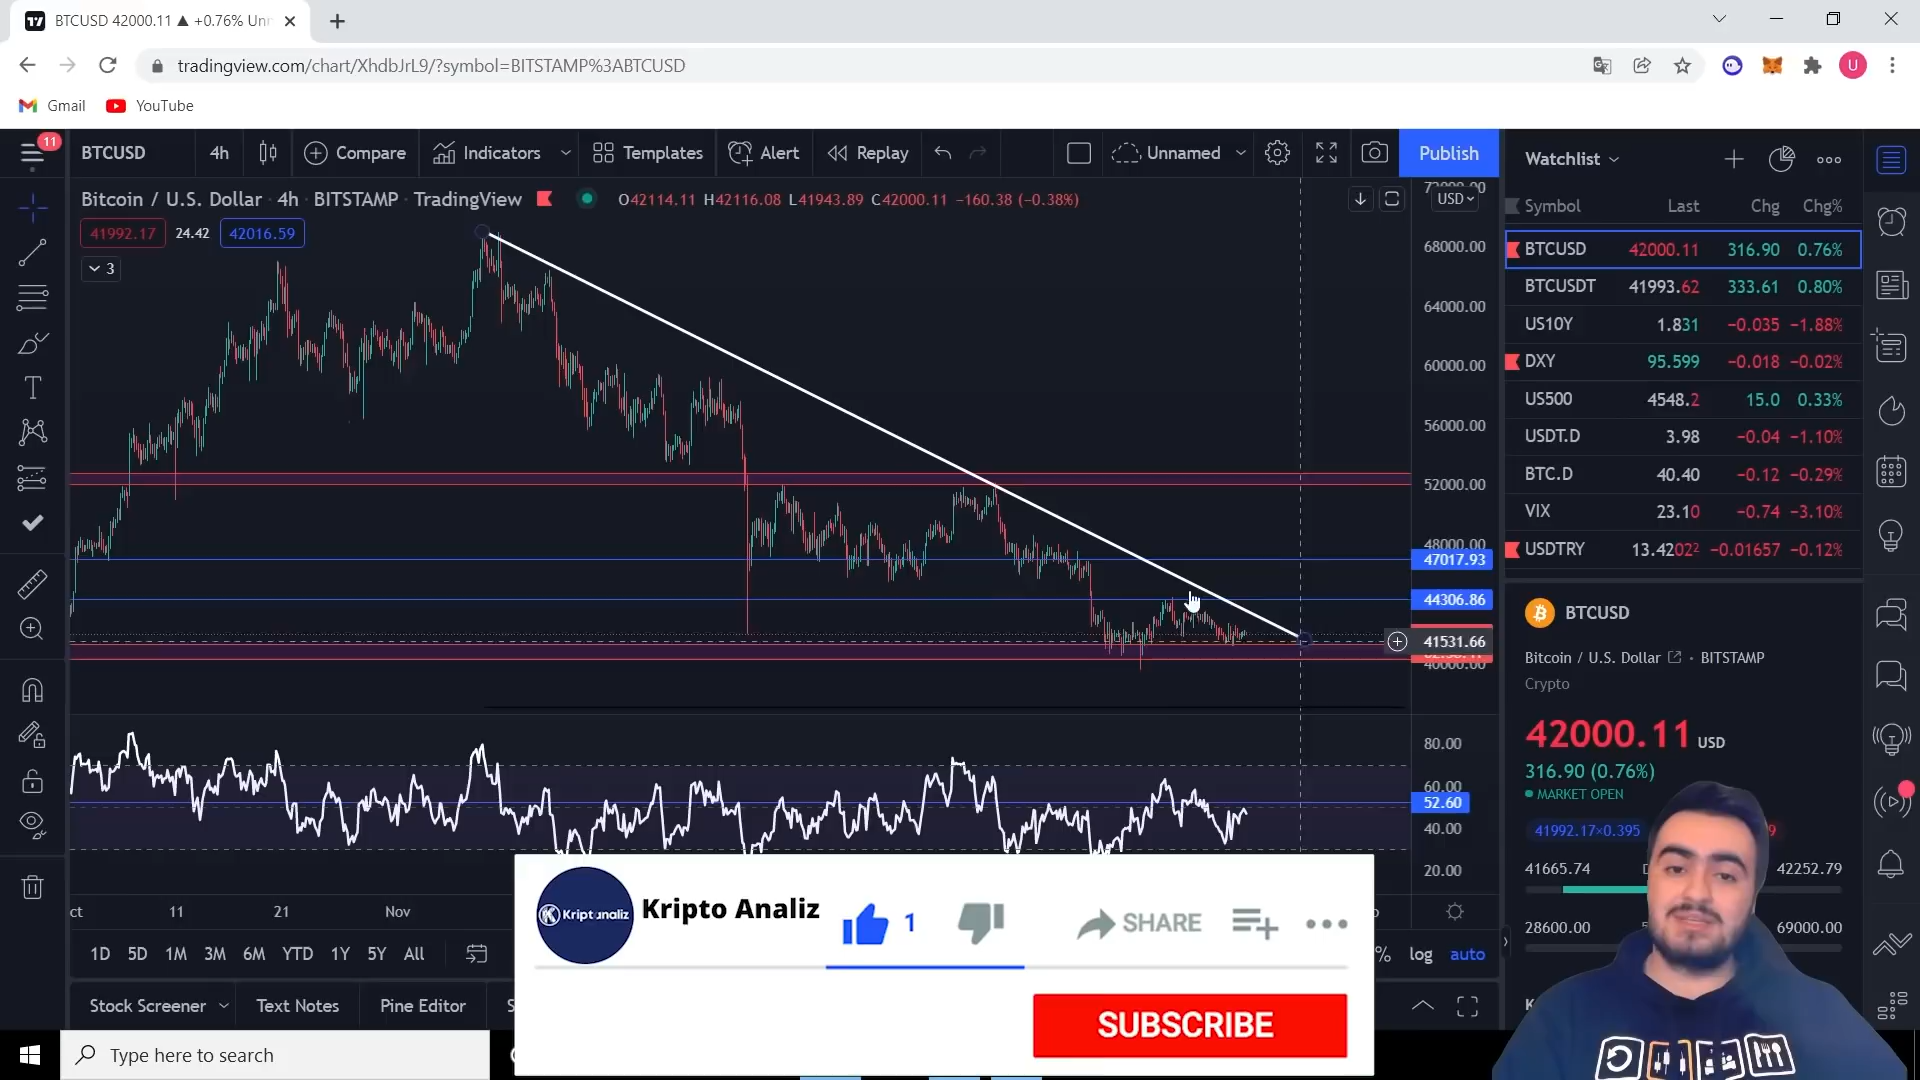 BTCUSD 42000.11 ▲ +0.76% Unn
tradingview.com/chart/XhdbJrL9/?symbol=BITSTAMP%3ABTCUSD
U
Gmail YouTube
11
BTCUSD 4h Compare Indicators Templates Alert Replay Unnamed Publish
Bitcoin / U.S. Dollar 4h BITSTAMP TradingView O42114.11 H42116.08 L41943.89 C42000.11 −160.38 (−0.38%)
41992.17 24.42 42016.59
3
USD
68000.00
64000.00
60000.00
56000.00
52000.00
48000.00
47017.93
44306.86
41531.66
40000.00
80.00
60.00
52.60
40.00
20.00
11 21 Nov
1D 5D 1M 3M 6M YTD 1Y 5Y All
% log auto
Stock Screener Text Notes Pine Editor
Watchlist
Symbol Last Chg Chg%
BTCUSD 42000.11 316.90 0.76%
BTCUSDT 41993.62 333.61 0.80%
US10Y 1.831 −0.035 −1.88%
DXY 95.599 −0.018 −0.02%
US500 4548.2 15.0 0.33%
USDT.D 3.98 −0.04 −1.10%
BTC.D 40.40 −0.12 −0.29%
VIX 23.10 −0.74 −3.10%
USDTRY 13.4202² −0.01657 −0.12%
BTCUSD
Bitcoin / U.S. Dollar · BITSTAMP
Crypto
42000.11 USD
316.90 (0.76%)
MARKET OPEN
41992.17×0.395
41665.74 42252.79
28600.00 69000.00
Kriptoanaliz
Kripto Analiz
1
SHARE
SUBSCRIBE
Type here to search